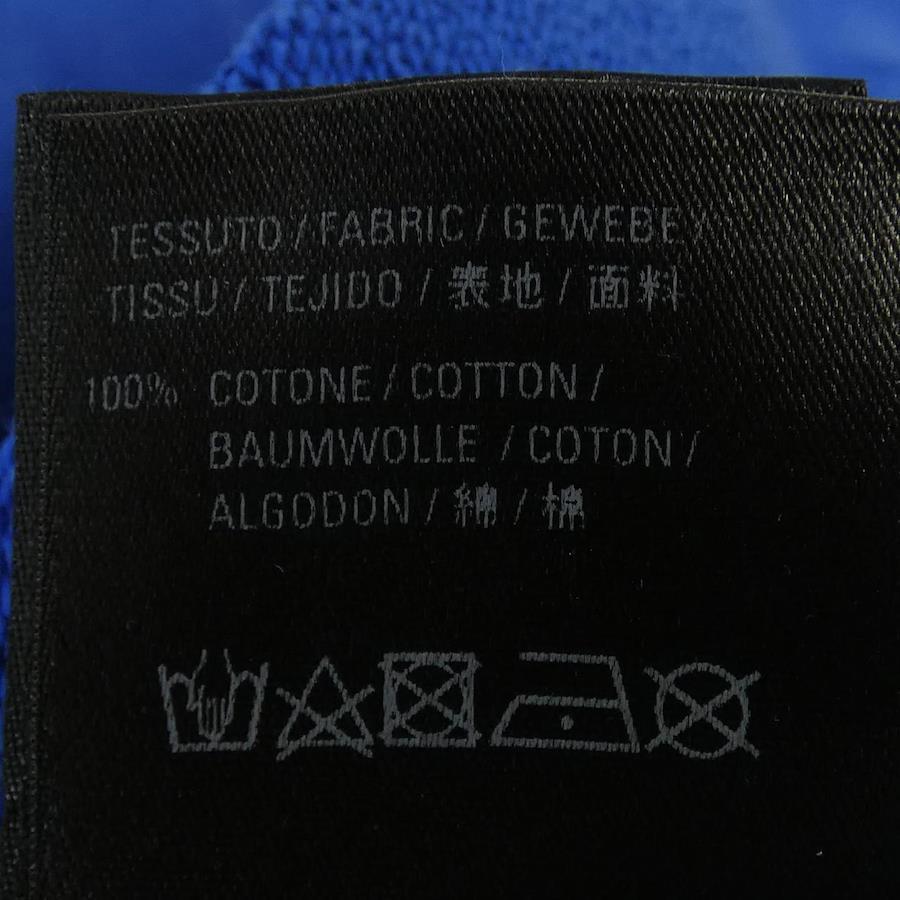 TESSUTO / FABRIC / GEWEBE /
TISSU / TEJIDO / 表地 / 面料
100% COTONE / COTTON /
BAUMWOLLE / COTON /
ALGODON / 綿 / 棉